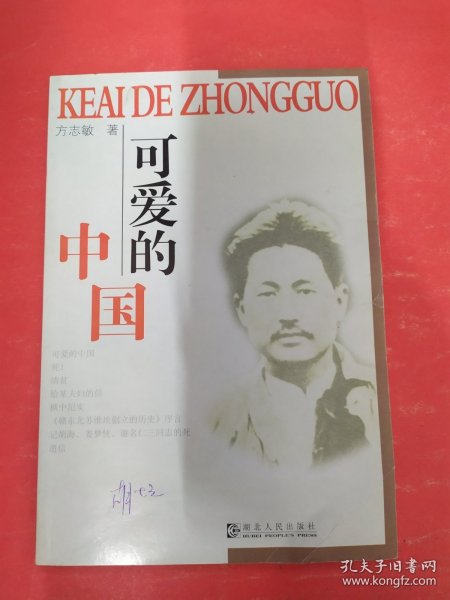 KEAI DE ZHONGGUO
方志敏 著
可爱的
中国
可爱的中国
死!
清贫
给某夫妇的信
狱中纪实
《赣东北苏维埃创立的历史》序言
记胡海、娄梦侠、谢名仁三同志的死
遗信
湖北人民出版社
HUBEI PEOPLE'S PRESS
孔夫子旧书网
www.kongfz.com